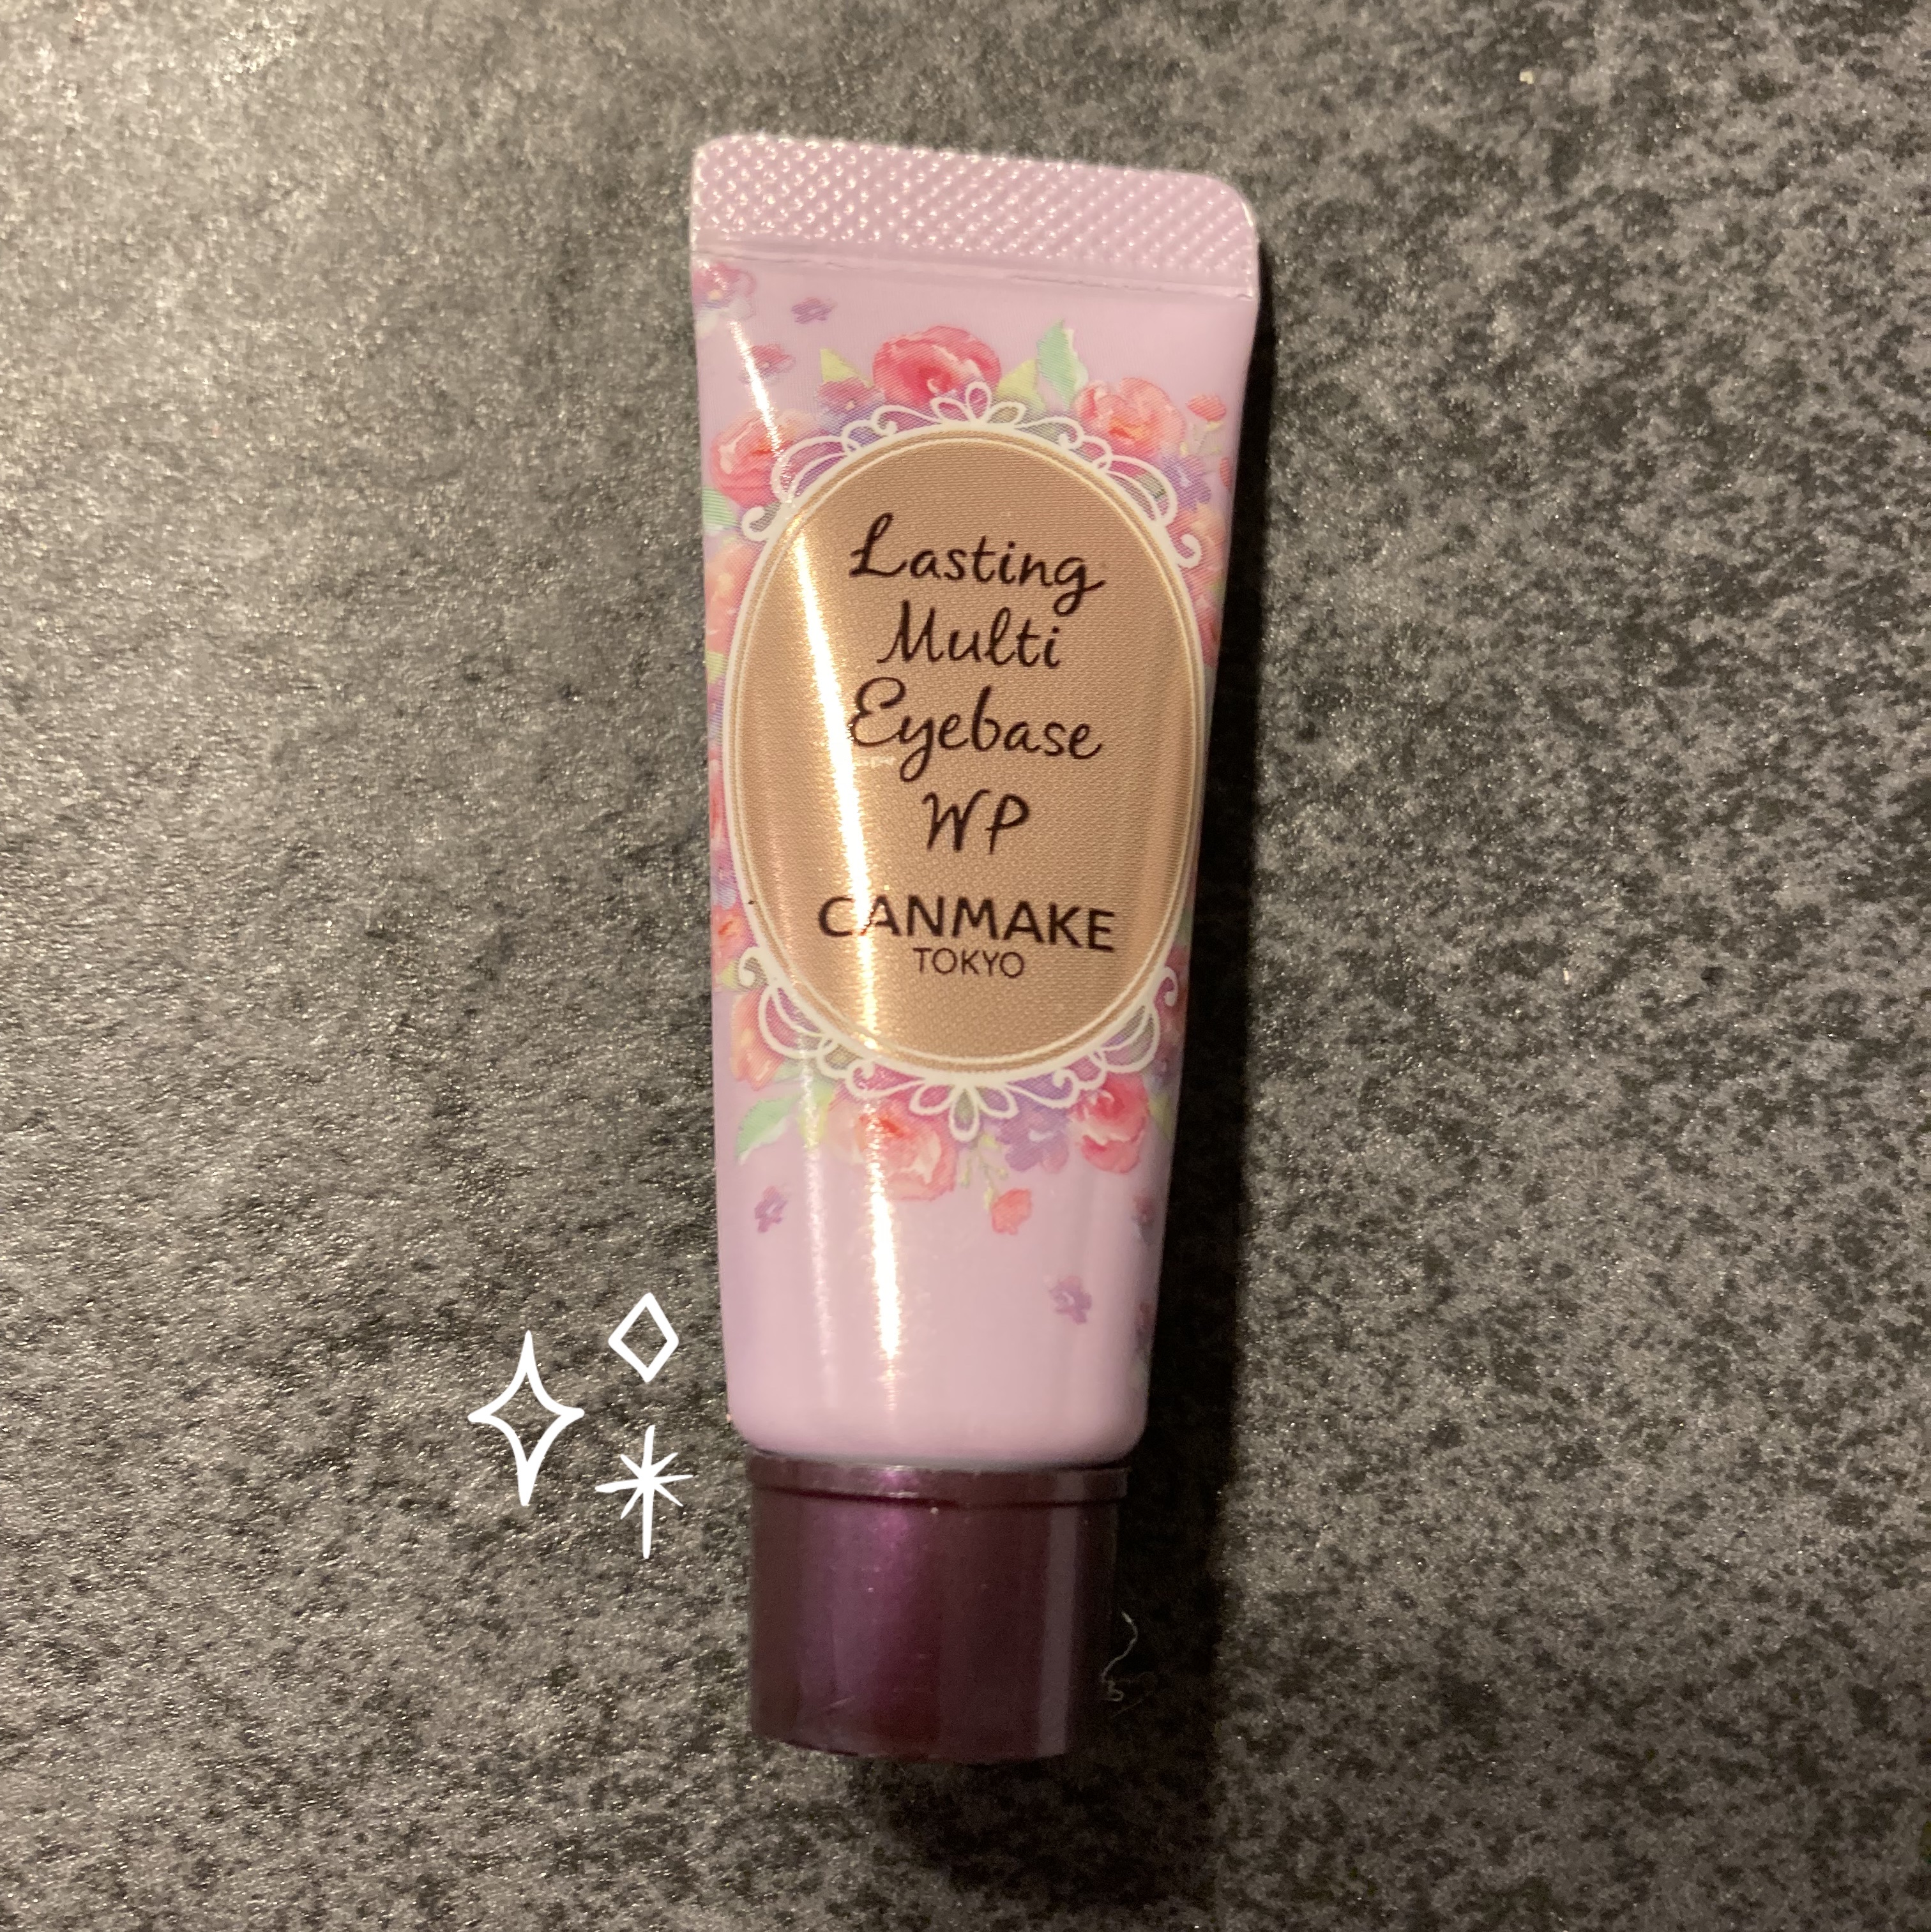 Lasting
Multi
Eyebase
WP
CANMAKE
TOKYO